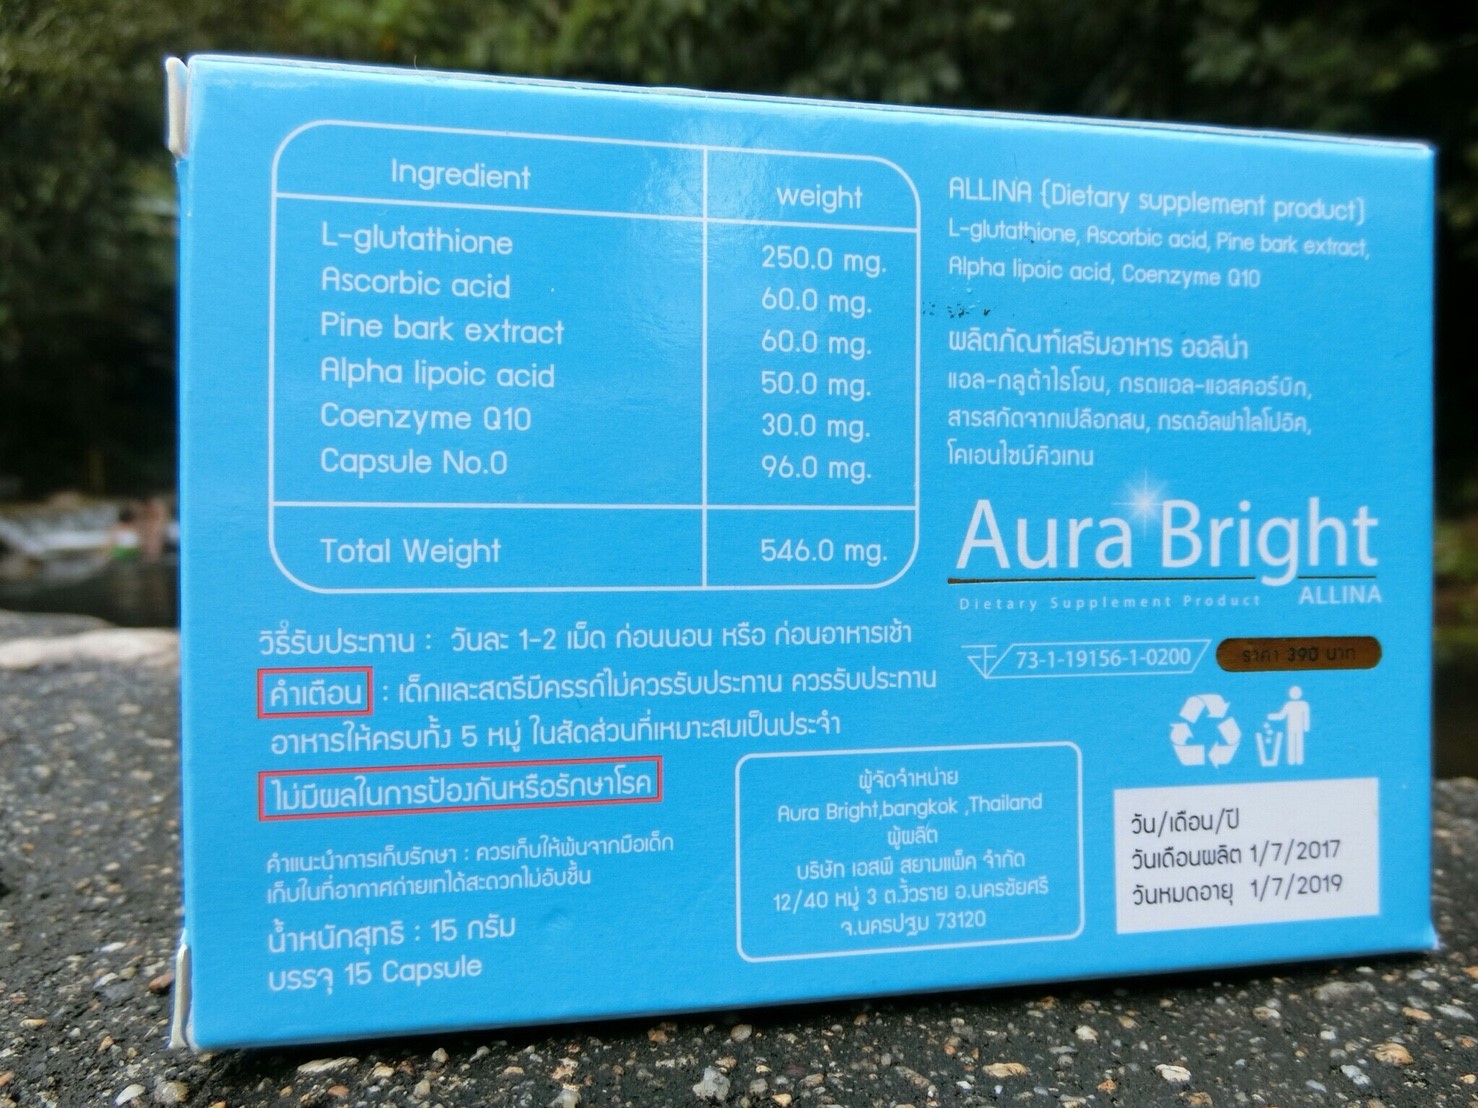 Ingredient weight
L-glutathione 250.0 mg.
Ascorbic acid 60.0 mg.
Pine bark extract 60.0 mg.
Alpha lipoic acid 50.0 mg.
Coenzyme Q10 30.0 mg.
Capsule No.0 96.0 mg.
Total Weight 546.0 mg.
วิธีรับประทาน : วันละ 1-2 เม็ด ก่อนนอน หรือ ก่อนอาหารเช้า
คำเตือน : เด็กและสตรีมีครรถ์ไม่ควรรับประทาน ควรรับประทาน
อาหารให้ครบทั้ง 5 หมู่ ในสัดส่วนที่เหมาะสมเป็นประจำ
ไม่มีผลในการป้องกันหรือรักษาโรค
คำแนะนำการเก็บรักษา : ควรเก็บให้พ้นจากมือเด็ก
เก็บในที่อากาศถ่ายเทได้สะดวกไม่อับชื้น
น้ำหนักสุทธิ : 15 กรัม
บรรจุ 15 Capsule
ALLINA (Dietary supplement product)
L-glutathione, Ascorbic acid, Pine bark extract,
Alpha lipoic acid, Coenzyme Q10
ผลิตภัณฑ์เสริมอาหาร ออลิน่า
แอล-กลูต้าไธโอน, กรดแอล-แอสคอร์บิก,
สารสกัดจากเปลือกสน, กรดอัลฟาไลโปอิค,
โคเอนไซม์คิวเทน
Aura Bright
Dietary Supplement Product ALLINA
73-1-19156-1-0200 ราคา 390 บาท
ผู้จัดจำหน่าย
Aura Bright,bangkok ,Thailand
ผู้ผลิต
บริษัท เอสพี สยามแพ็ค จำกัด
12/40 หมู่ 3 ต.งิ้วราย อ.นครชัยศรี
จ.นครปฐม 73120
วัน/เดือน/ปี
วันเดือนผลิต 1/7/2017
วันหมดอายุ 1/7/2019